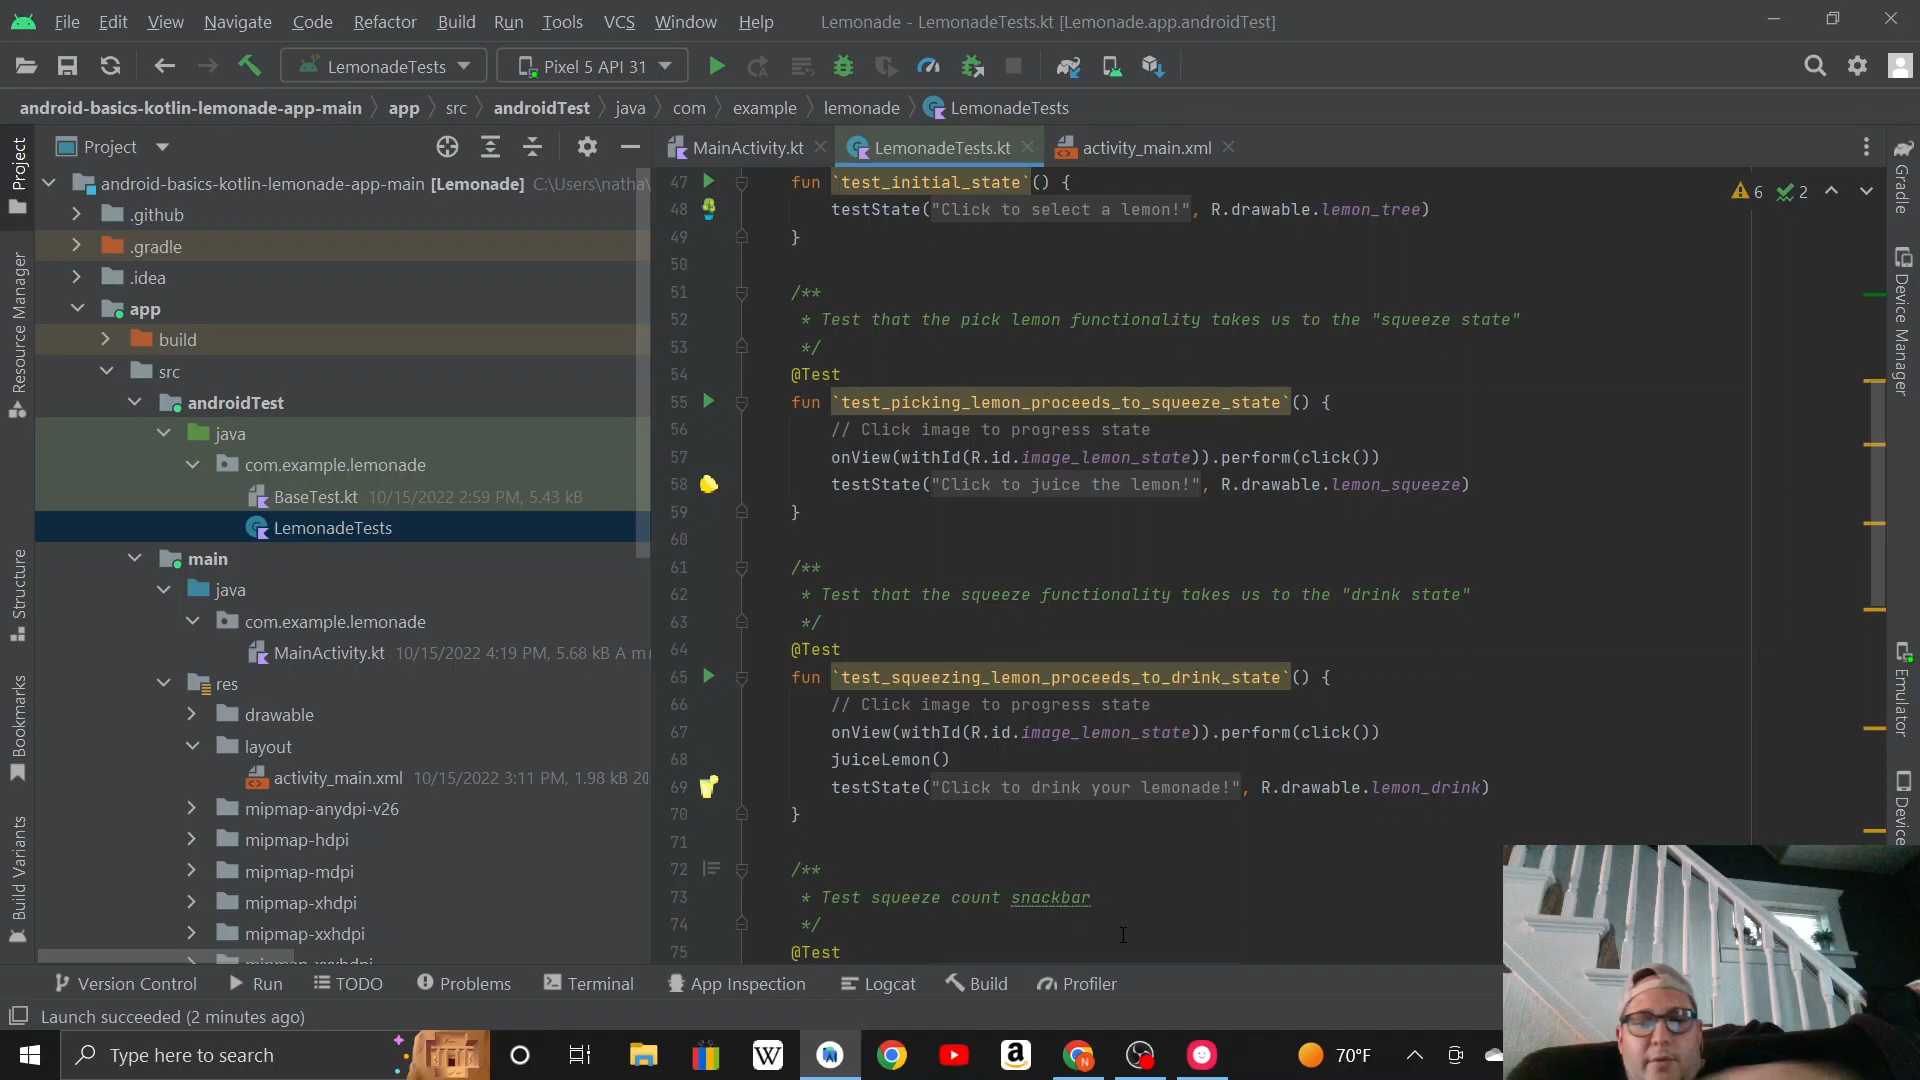 File Edit View Navigate Code Refactor Build Run Tools VCS Window Help Lemonade - LemonadeTests.kt [Lemonade.app.androidTest]
LemonadeTests Pixel 5 API 31
android-basics-kotlin-lemonade-app-main app src androidTest java com example lemonade LemonadeTests
Project
MainActivity.kt LemonadeTests.kt activity_main.xml
android-basics-kotlin-lemonade-app-main [Lemonade] C:\Users\natha\
.github
.gradle
.idea
app
build
src
androidTest
java
com.example.lemonade
BaseTest.kt 10/15/2022 2:59 PM, 5.43 kB
LemonadeTests
main
java
com.example.lemonade
MainActivity.kt 10/15/2022 4:19 PM, 5.68 kB A m
res
drawable
layout
activity_main.xml 10/15/2022 3:11 PM, 1.98 kB 20
mipmap-anydpi-v26
mipmap-hdpi
mipmap-mdpi
mipmap-xhdpi
mipmap-xxhdpi
6 2
47 fun `test_initial_state`() {
48 testState("Click to select a lemon!", R.drawable.lemon_tree)
49 }
50
51 /**
52 * Test that the pick lemon functionality takes us to the "squeeze state"
53 */
54 @Test
55 fun `test_picking_lemon_proceeds_to_squeeze_state`() {
56 // Click image to progress state
57 onView(withId(R.id.image_lemon_state)).perform(click())
58 testState("Click to juice the lemon!", R.drawable.lemon_squeeze)
59 }
60
61 /**
62 * Test that the squeeze functionality takes us to the "drink state"
63 */
64 @Test
65 fun `test_squeezing_lemon_proceeds_to_drink_state`() {
66 // Click image to progress state
67 onView(withId(R.id.image_lemon_state)).perform(click())
68 juiceLemon()
69 testState("Click to drink your lemonade!", R.drawable.lemon_drink)
70 }
71
72 /**
73 * Test squeeze count snackbar
74 */
75 @Test
Project
Resource Manager
Structure
Bookmarks
Build Variants
Gradle
Device Manager
Emulator
Device
Version Control Run TODO Problems Terminal App Inspection Logcat Build Profiler
Launch succeeded (2 minutes ago)
Type here to search 70°F